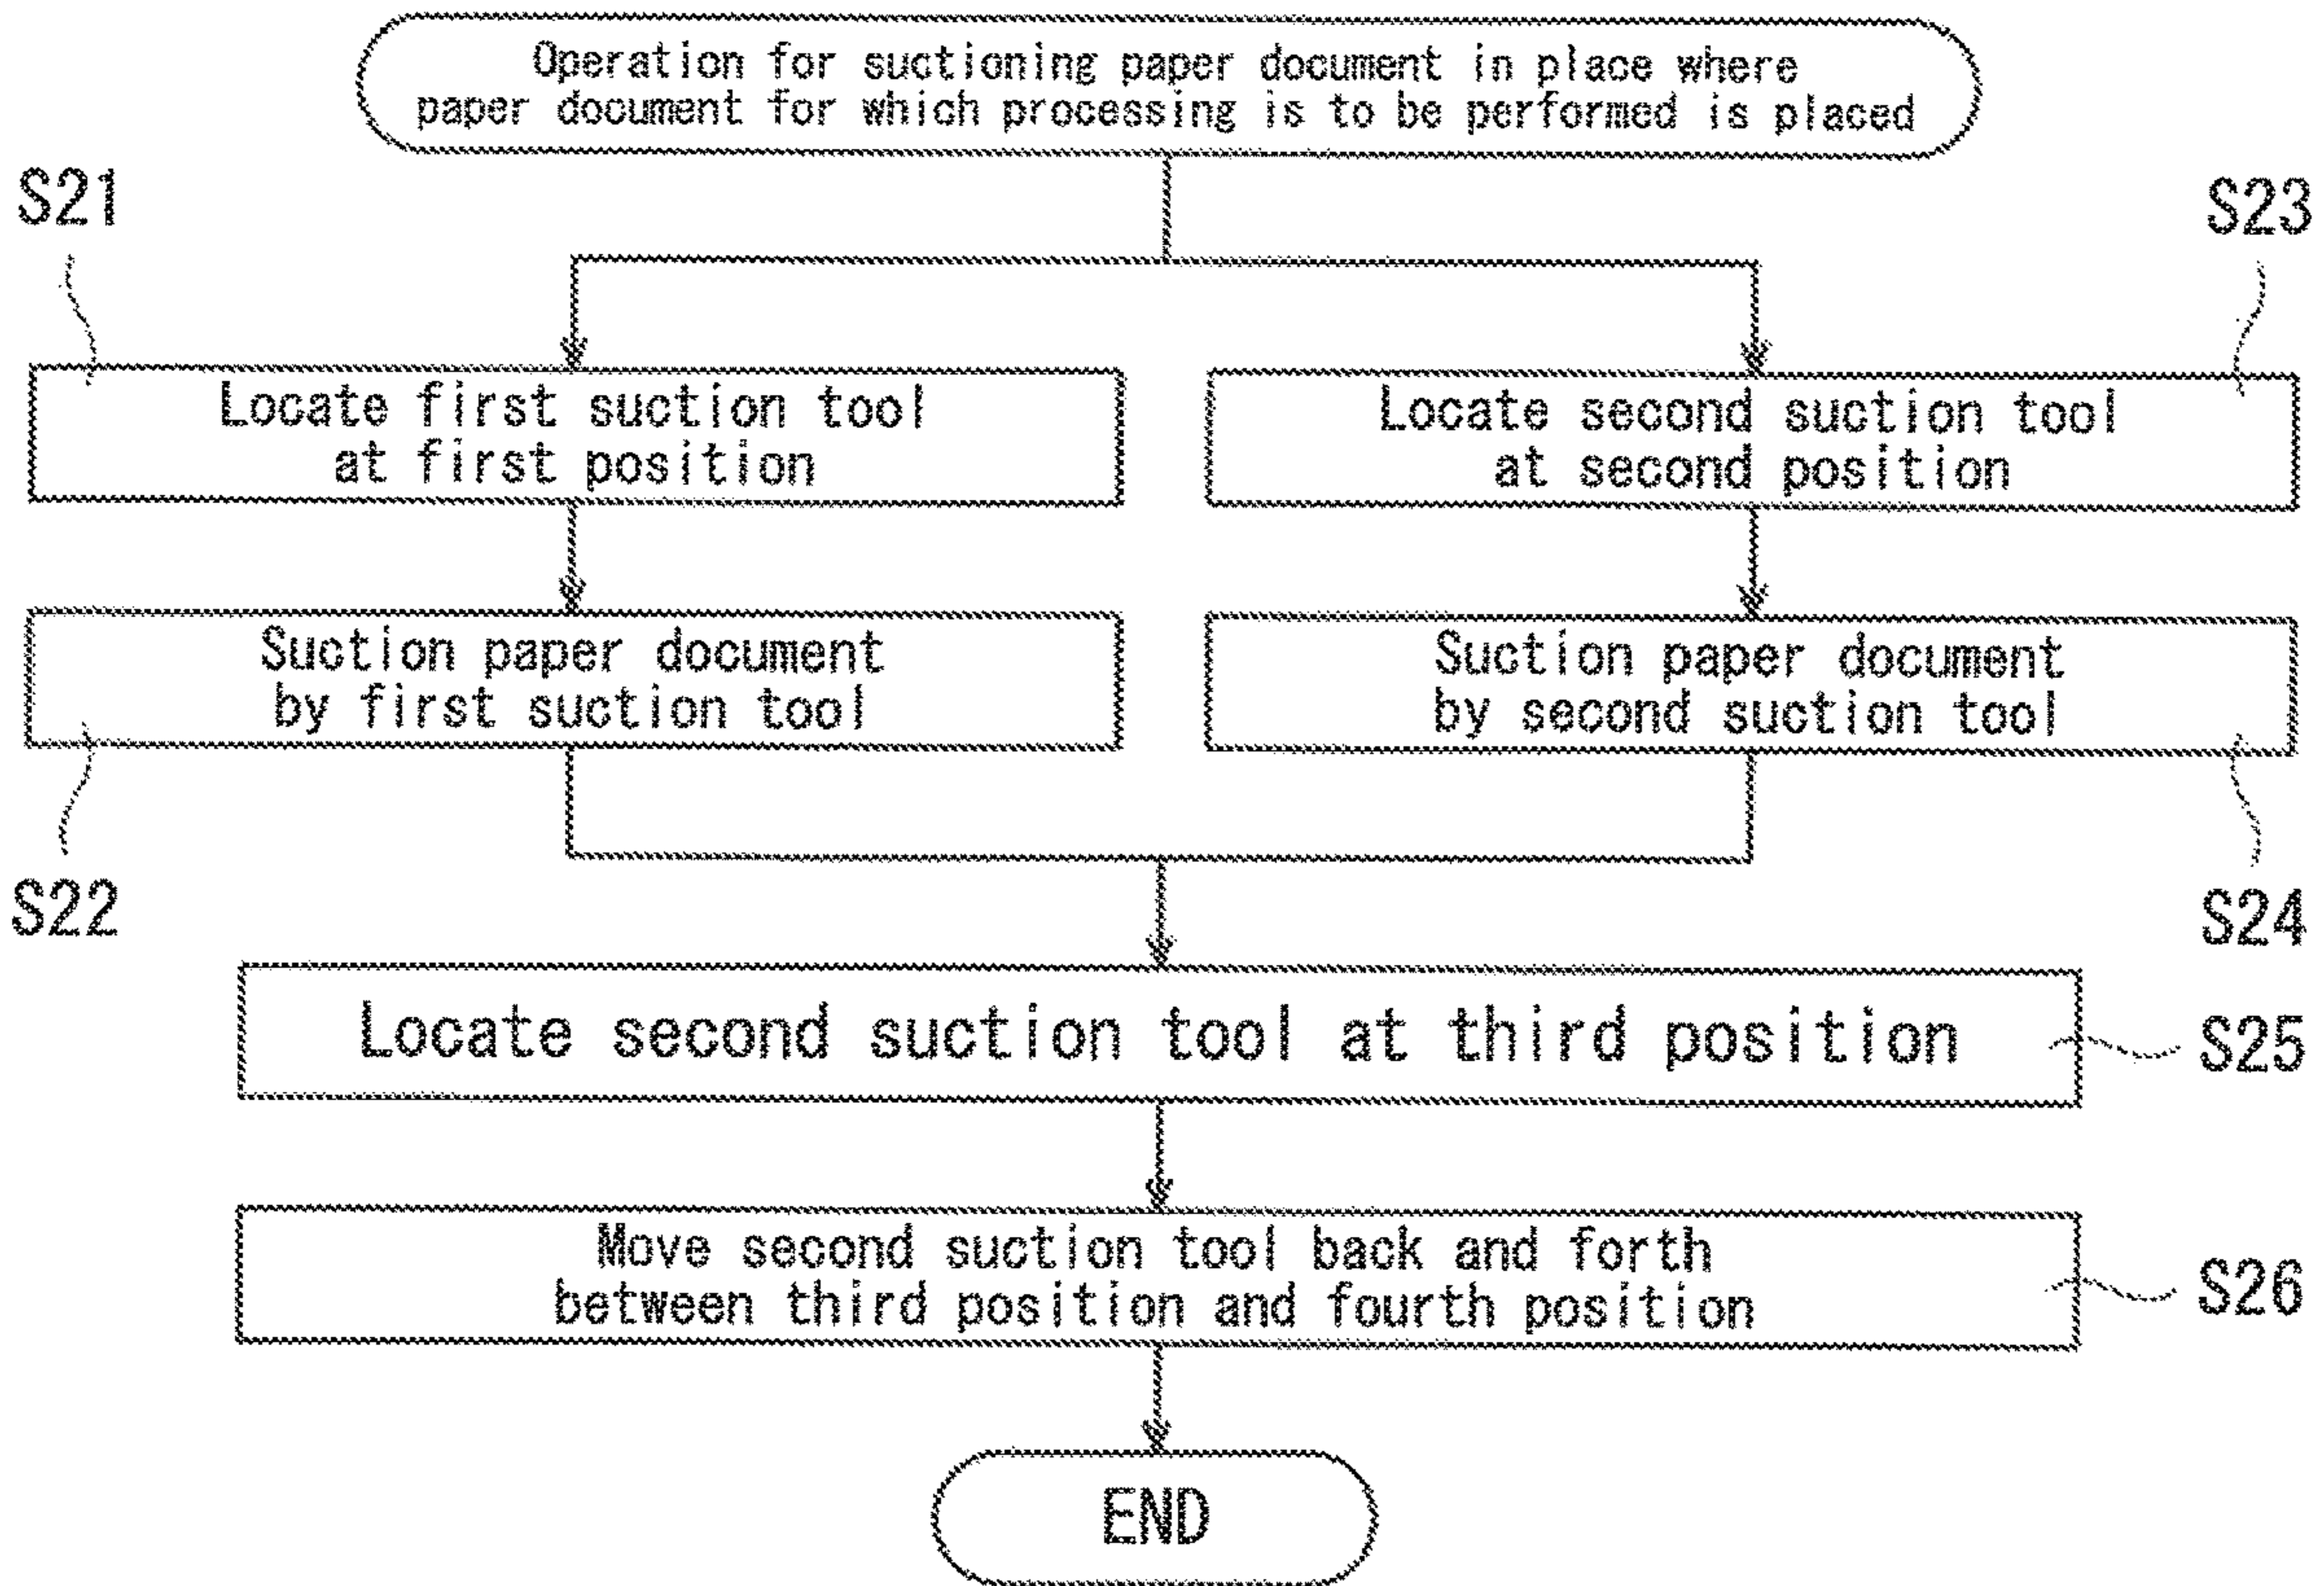 Operation for suctioning paper document in place where
paper document for which processing is to be performed is placed
S21
S23
Locate first suction tool
at first position
Locate second suction tool
at second position
Suction paper document
by first suction tool
Suction paper document
by second suction tool
S22
S24
Locate second suction tool at third position
S25
Move second suction tool back and forth
between third position and fourth position
S26
END